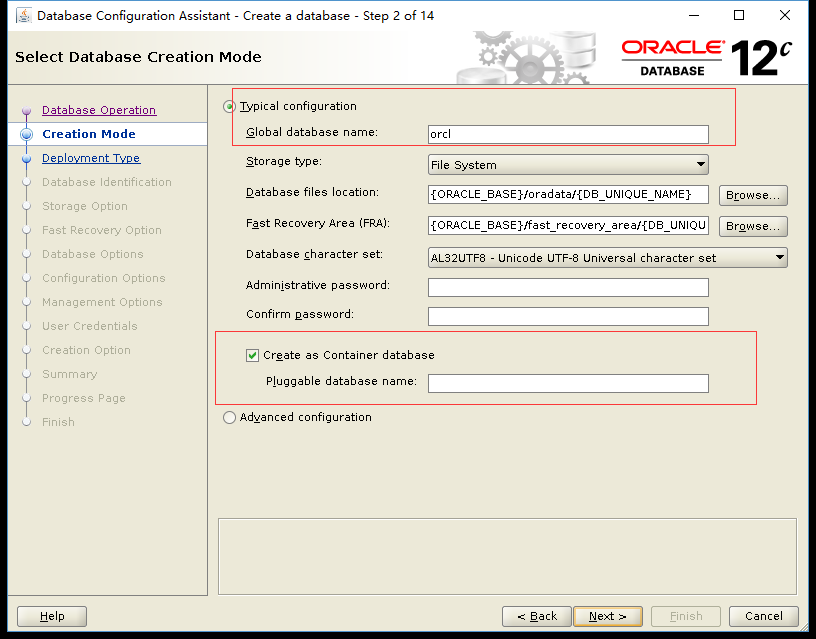 Database Configuration Assistant - Create a database - Step 2 of 14
Select Database Creation Mode
ORACLE
DATABASE
12c
Database Operation
Creation Mode
Deployment Type
Database Identification
Storage Option
Fast Recovery Option
Database Options
Configuration Options
Management Options
User Credentials
Creation Option
Summary
Progress Page
Finish
Typical configuration
Global database name: orcl
Storage type: File System
Database files location: {ORACLE_BASE}/oradata/{DB_UNIQUE_NAME} Browse...
Fast Recovery Area (FRA): {ORACLE_BASE}/fast_recovery_area/{DB_UNIQU Browse...
Database character set: AL32UTF8 - Unicode UTF-8 Universal character set
Administrative password:
Confirm password:
Create as Container database
Pluggable database name:
Advanced configuration
Help < Back Next > Finish Cancel